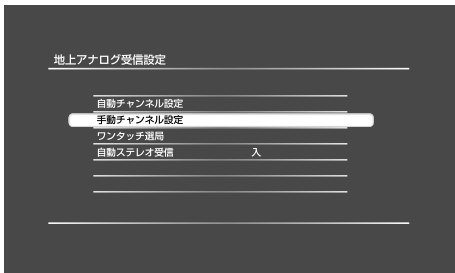 地上アナログ受信設定
自動チャンネル設定
手動チャンネル設定
ワンタッチ選局
自動ステレオ受信 入